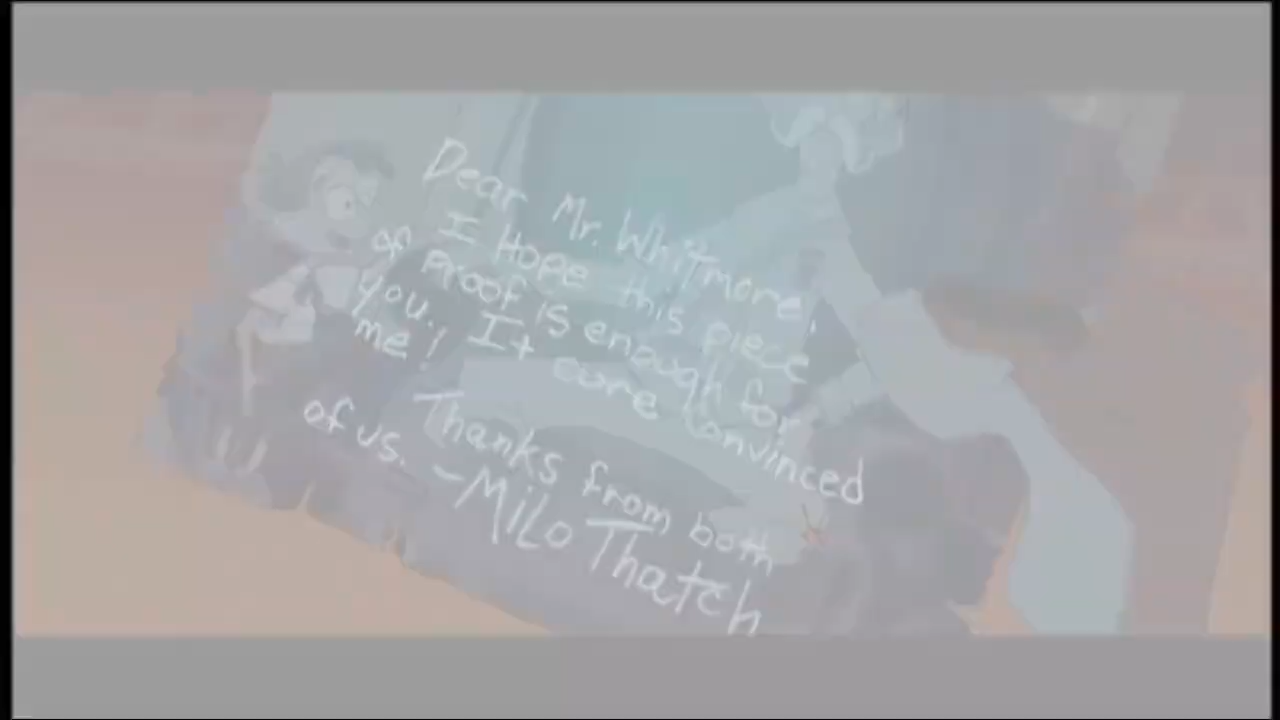 Dear Mr. Whitmore,
I Hope this piece
of Proof is enough for
you. It sure convinced
me!
Thanks from both
of us. -Milo Thatch